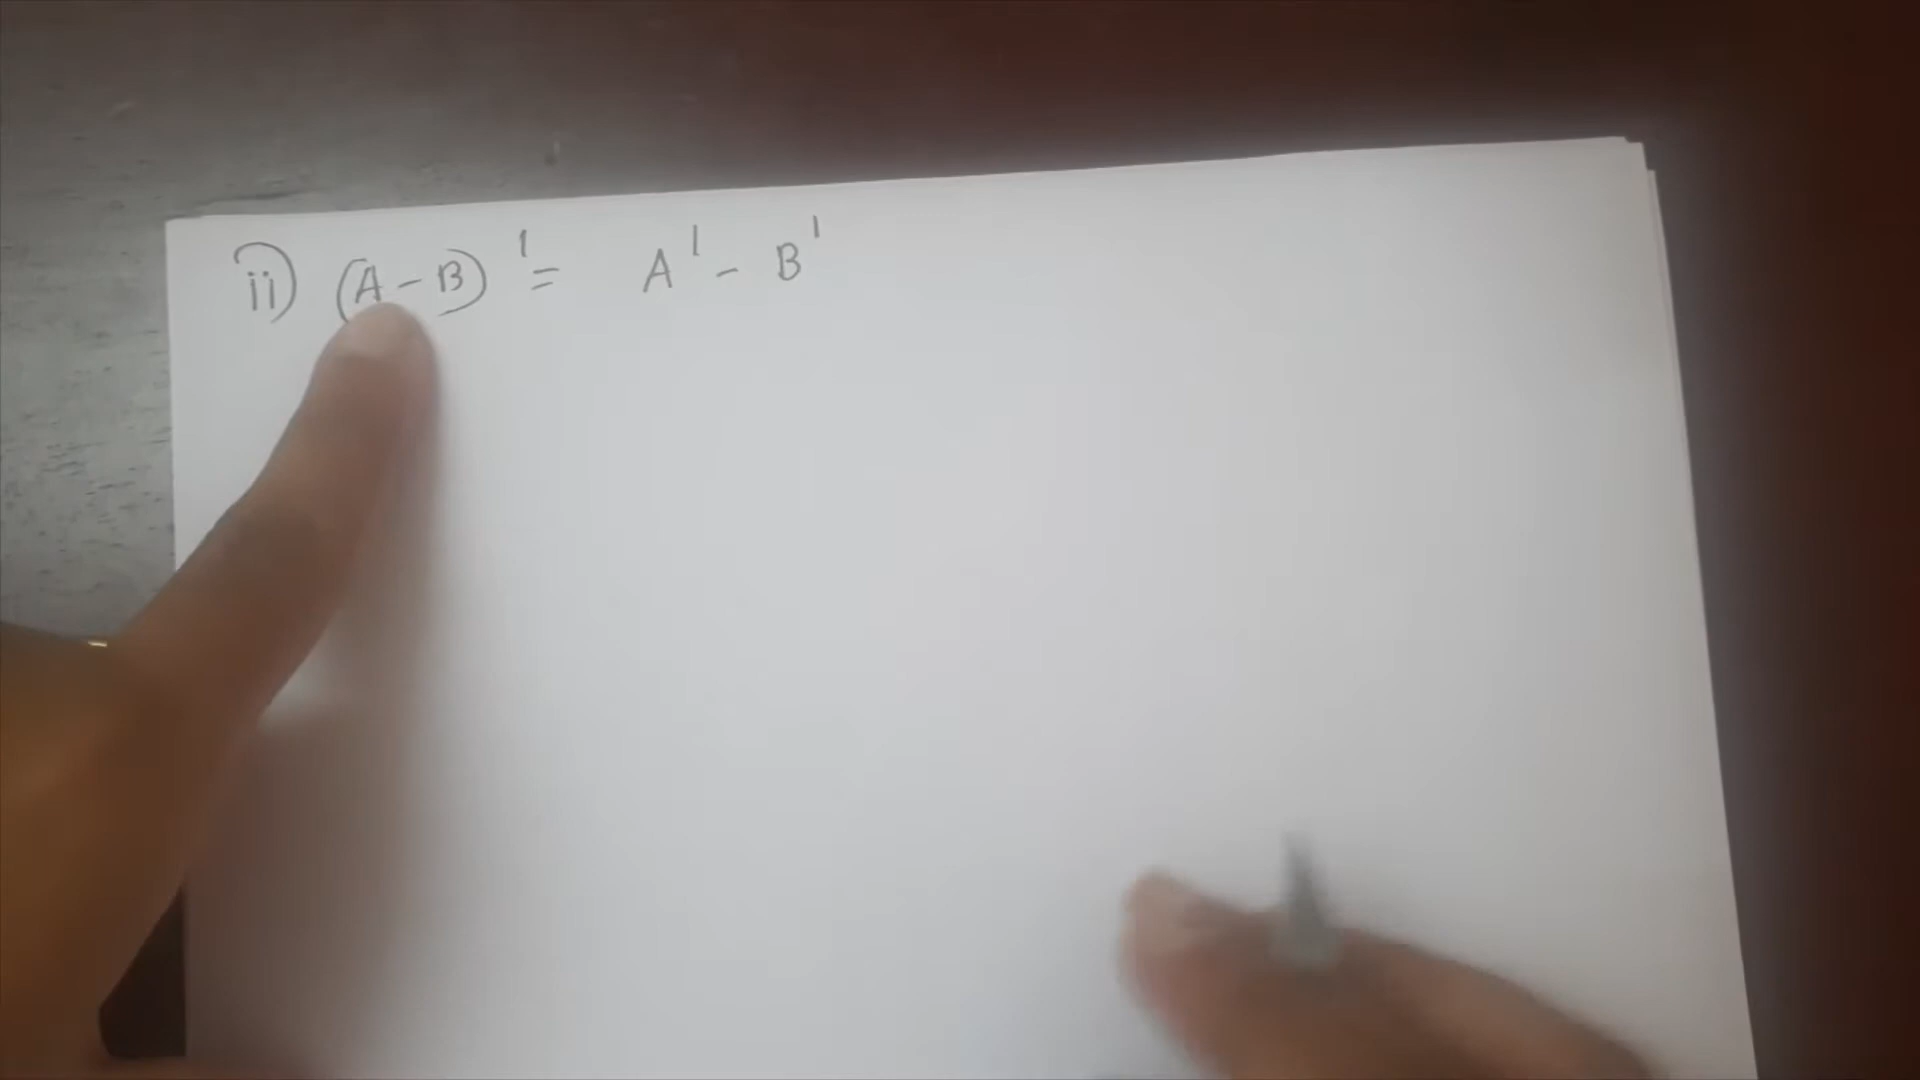 ii) (A - B)' = A' - B'